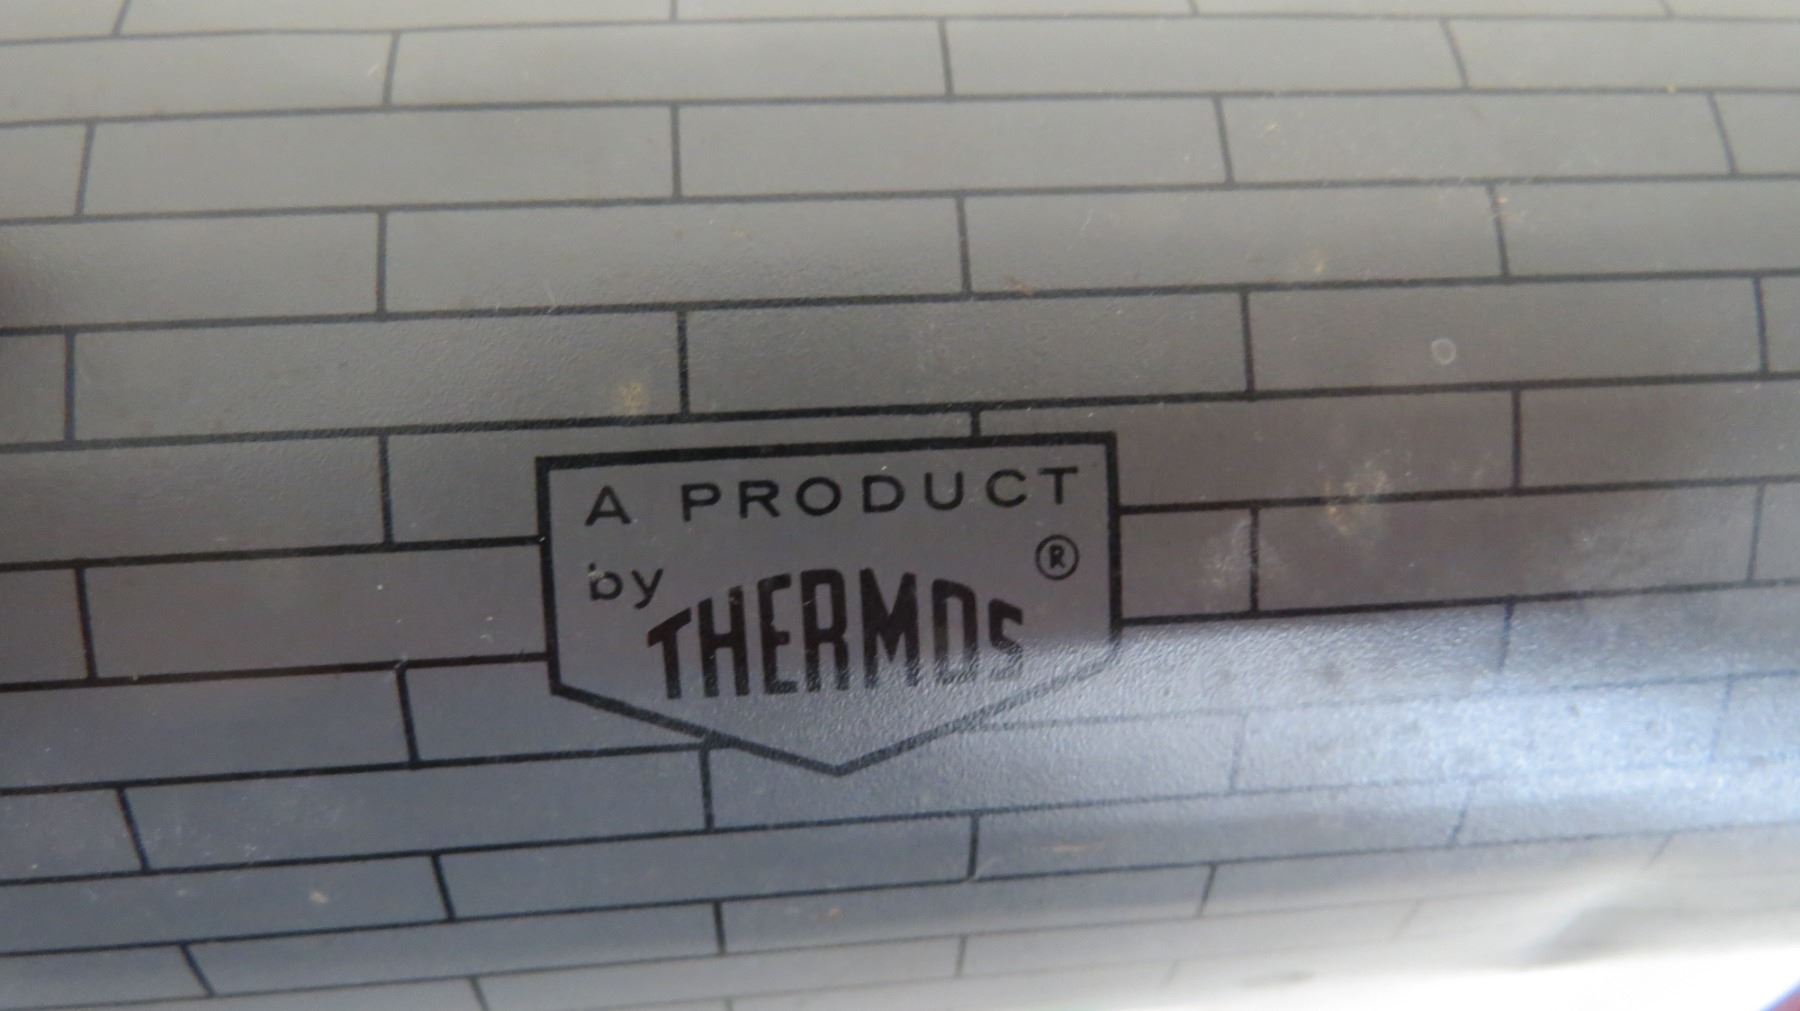 A PRODUCT
by THERMOS ®